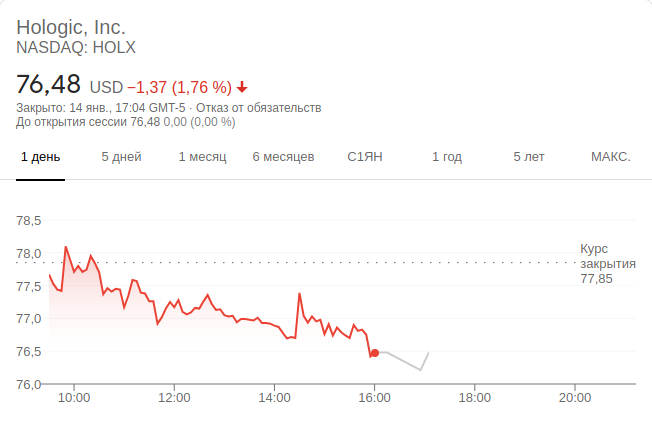 Hologic, Inc.
NASDAQ: HOLX
76,48 USD −1,37 (1,76 %)
Закрыто: 14 янв., 17:04 GMT-5 · Отказ от обязательств
До открытия сессии 76,48 0,00 (0,00 %)
1 день 5 дней 1 месяц 6 месяцев С1ЯН 1 год 5 лет МАКС.
78,5
78,0
77,5
77,0
76,5
76,0
Курс
закрытия
77,85
10:00 12:00 14:00 16:00 18:00 20:00